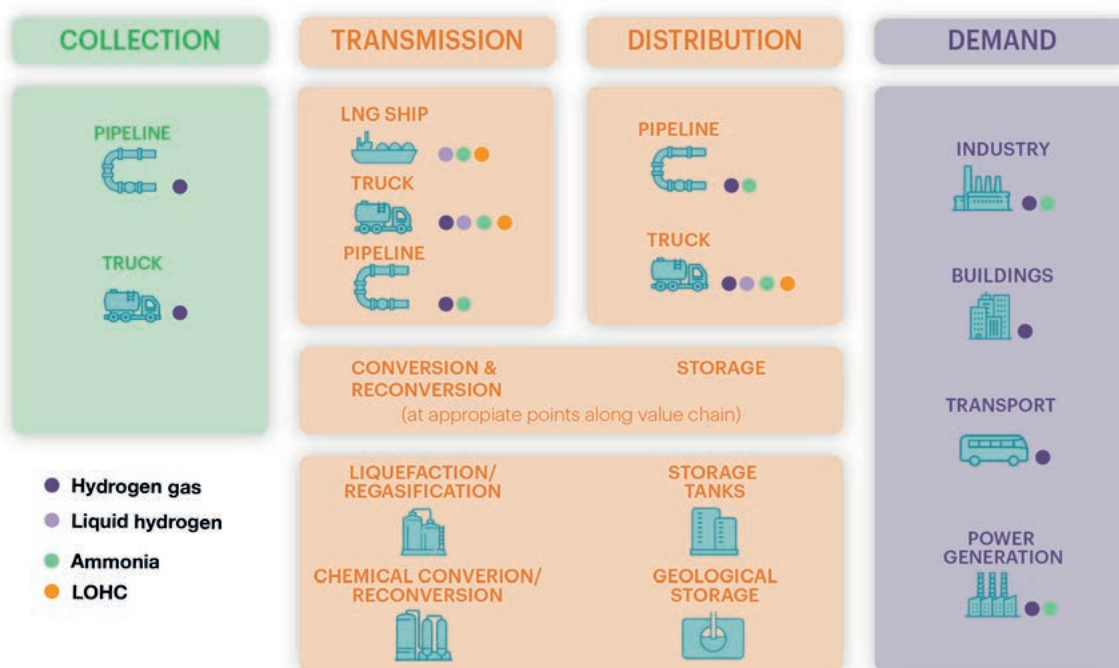 COLLECTION
TRANSMISSION
DISTRIBUTION
DEMAND
PIPELINE
TRUCK
LNG SHIP
TRUCK
PIPELINE
PIPELINE
TRUCK
CONVERSION &
RECONVERSION
STORAGE
(at appropiate points along value chain)
LIQUEFACTION/
REGASIFICATION
STORAGE
TANKS
CHEMICAL CONVERION/
RECONVERSION
GEOLOGICAL
STORAGE
INDUSTRY
BUILDINGS
TRANSPORT
POWER
GENERATION
Hydrogen gas
Liquid hydrogen
Ammonia
LOHC